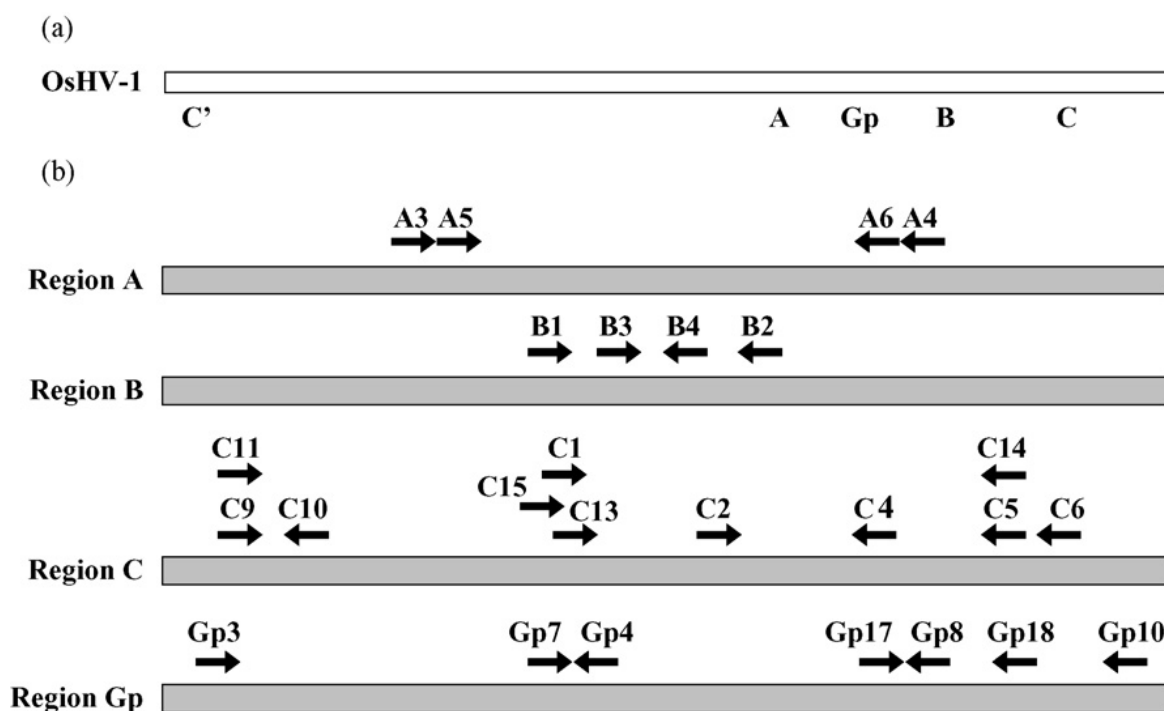 (a)
OsHV-1
C’ A Gp B C
(b)
A3 A5 A6 A4
Region A
B1 B3 B4 B2
Region B
C11 C1 C14
C15
C9 C10 C13 C2 C4 C5 C6
Region C
Gp3 Gp7 Gp4 Gp17 Gp8 Gp18 Gp10
Region Gp